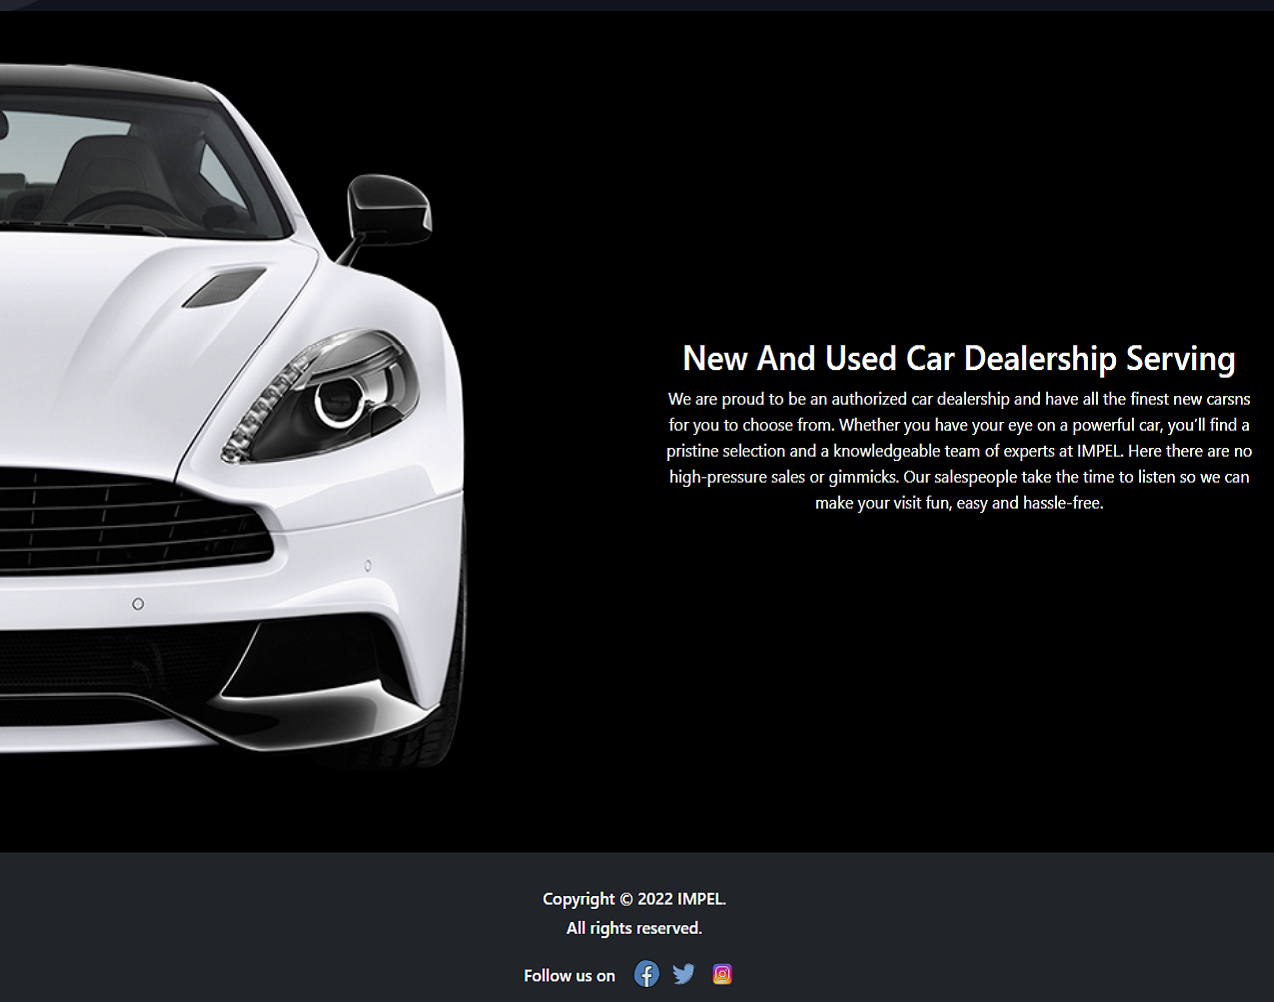 New And Used Car Dealership Serving
We are proud to be an authorized car dealership and have all the finest new carsns
for you to choose from. Whether you have your eye on a powerful car, you’ll find a
pristine selection and a knowledgeable team of experts at IMPEL. Here there are no
high-pressure sales or gimmicks. Our salespeople take the time to listen so we can
make your visit fun, easy and hassle-free.
Copyright © 2022 IMPEL.
All rights reserved.
Follow us on